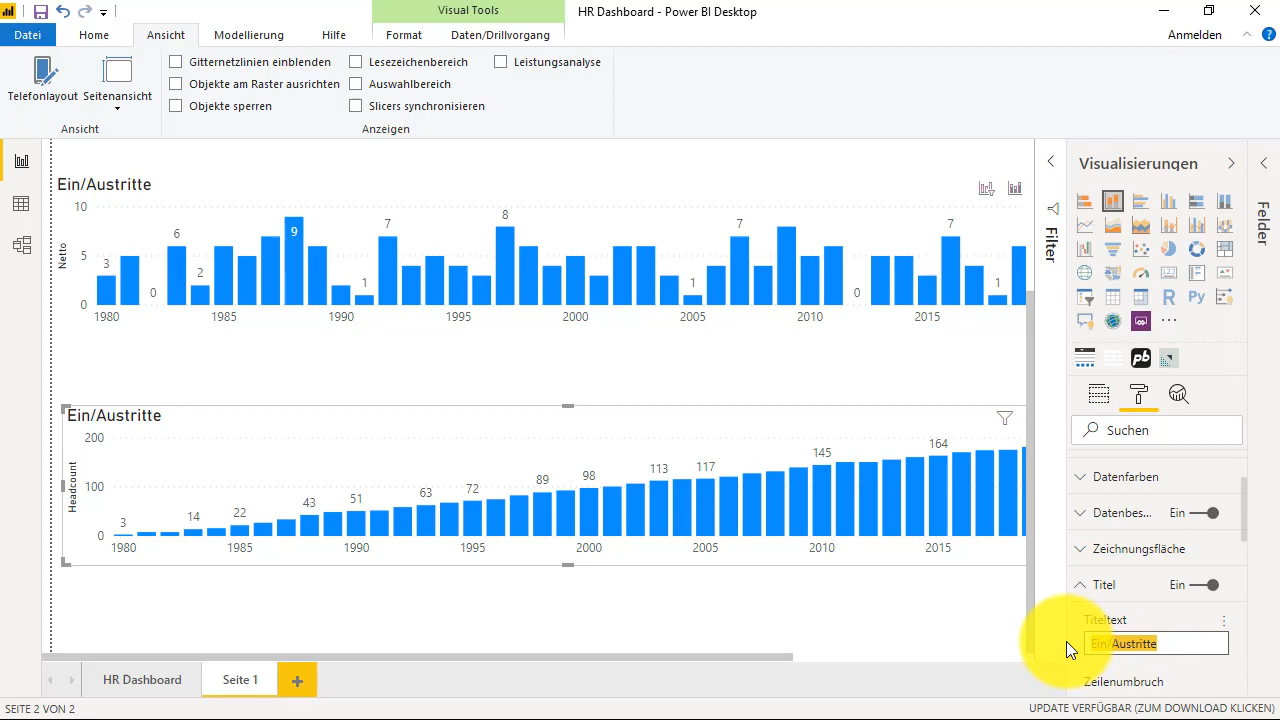 Visual Tools
HR Dashboard - Power BI Desktop
Datei
Home
Ansicht
Modellierung
Hilfe
Format
Daten/Drillvorgang
Anmelden
Telefonlayout
Seitenansicht
Gitternetzlinien einblenden
Objekte am Raster ausrichten
Objekte sperren
Lesezeichenbereich
Auswahlbereich
Slicers synchronisieren
Leistungsanalyse
Ansicht
Anzeigen
Ein/Austritte
Netto
10
5
0
3
6
2
0
9
1
7
8
1
7
0
7
1
1980
1985
1990
1995
2000
2005
2010
2015
Ein/Austritte
Headcount
200
100
0
3
14
22
43
51
63
72
89
98
113
117
145
164
1980
1985
1990
1995
2000
2005
2010
2015
Filter
Visualisierungen
R
Py
pb
Suchen
Datenfarben
Datenbes...
Ein
Zeichnungsfläche
Titel
Ein
Titeltext
Ein/Austritte
Zeilenumbruch
Felder
HR Dashboard
Seite 1
SEITE 2 VON 2
UPDATE VERFÜGBAR (ZUM DOWNLOAD KLICKEN)